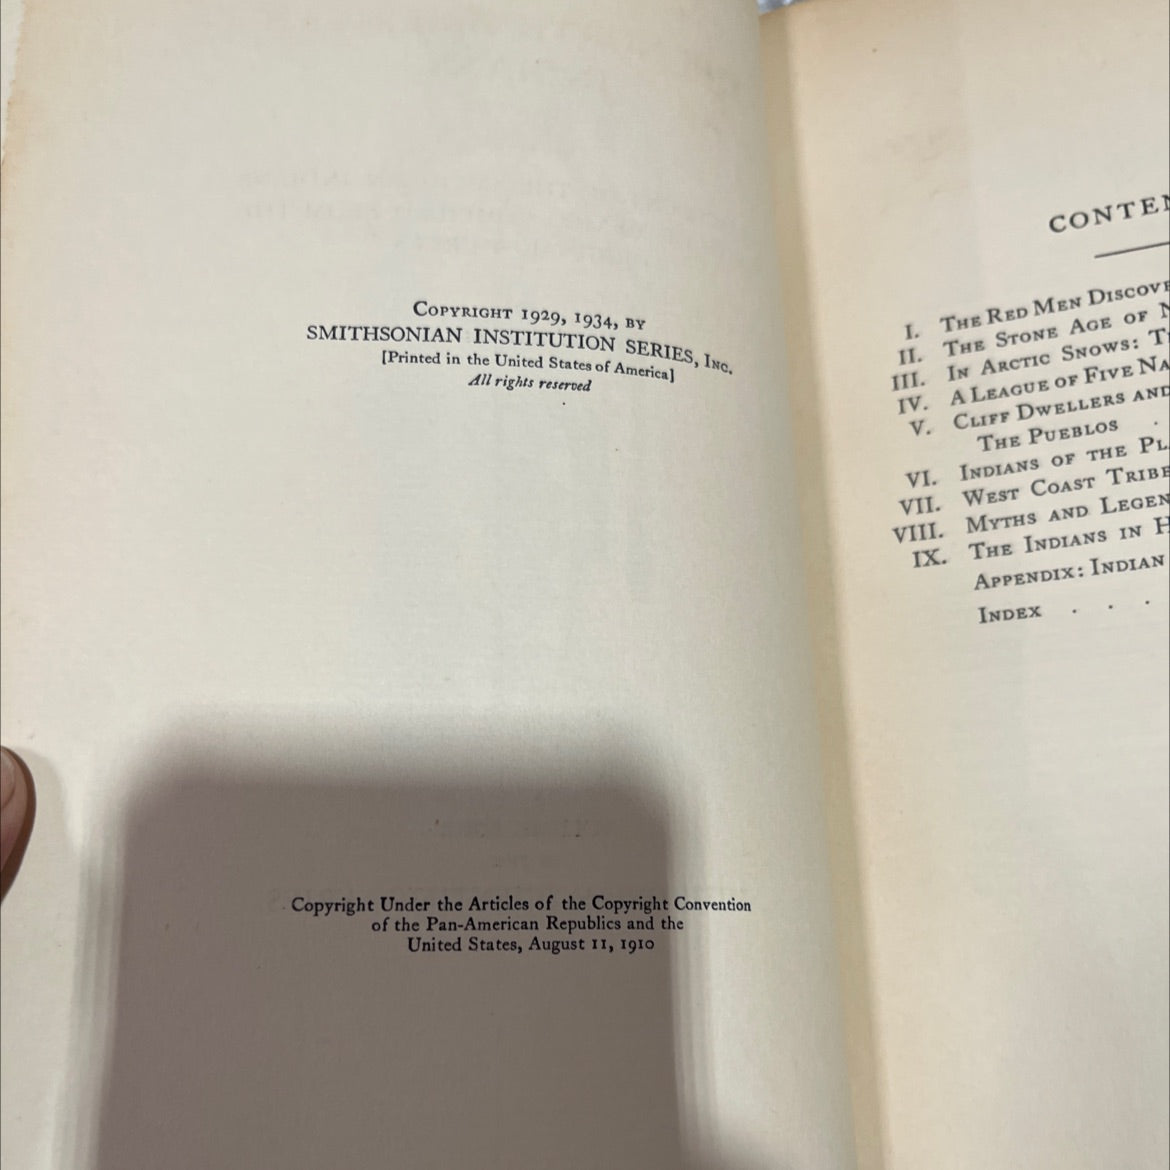 COPYRIGHT 1929, 1934, BY
SMITHSONIAN INSTITUTION SERIES, INC.
[Printed in the United States of America]
All rights reserved
Copyright Under the Articles of the Copyright Convention
of the Pan-American Republics and the
United States, August 11, 1910
CONTEN
I. THE RED MEN DISCOVE
II. THE STONE AGE OF N
III. IN ARCTIC SNOWS: T
IV. A LEAGUE OF FIVE NA
V. CLIFF DWELLERS AND
THE PUEBLOS .
VI. INDIANS OF THE PL
VII. WEST COAST TRIBE
VIII. MYTHS AND LEGEN
IX. THE INDIANS IN H
APPENDIX: INDIAN
INDEX . . .